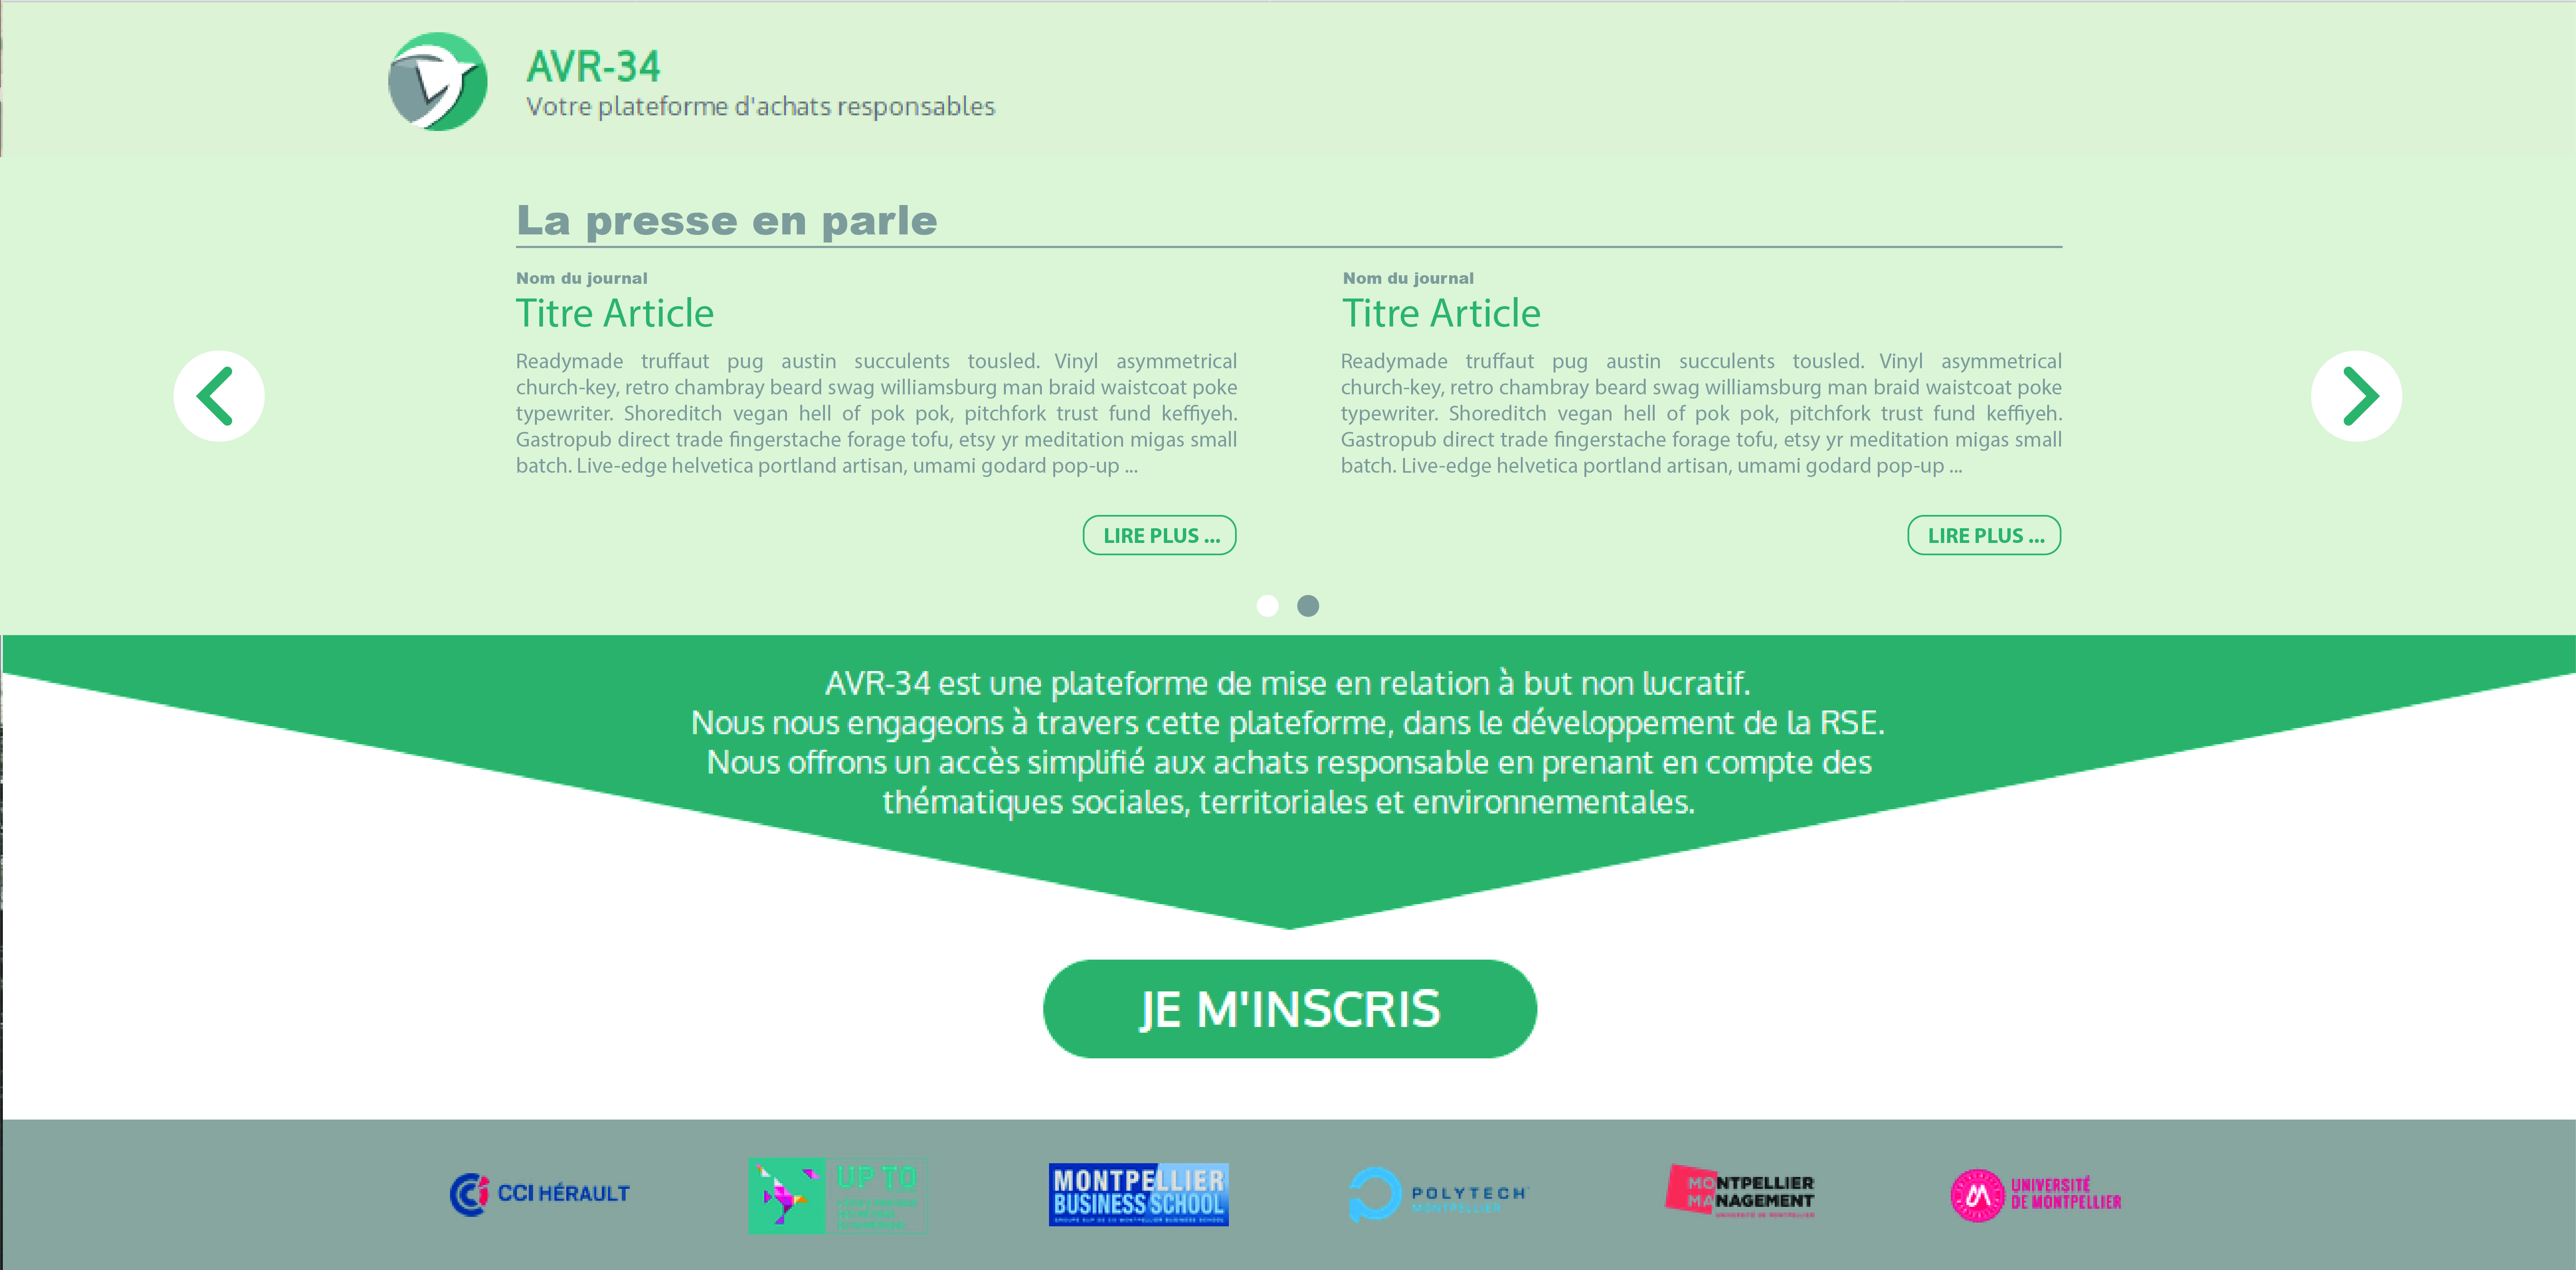 AVR-34
Votre plateforme d'achats responsables
La presse en parle
Nom du journal
Titre Article
Readymade truffaut pug austin succulents tousled. Vinyl asymmetrical
church-key, retro chambray beard swag williamsburg man braid waistcoat poke
typewriter. Shoreditch vegan hell of pok pok, pitchfork trust fund keffiyeh.
Gastropub direct trade fingerstache forage tofu, etsy yr meditation migas small
batch. Live-edge helvetica portland artisan, umami godard pop-up ...
LIRE PLUS ...
Nom du journal
Titre Article
Readymade truffaut pug austin succulents tousled. Vinyl asymmetrical
church-key, retro chambray beard swag williamsburg man braid waistcoat poke
typewriter. Shoreditch vegan hell of pok pok, pitchfork trust fund keffiyeh.
Gastropub direct trade fingerstache forage tofu, etsy yr meditation migas small
batch. Live-edge helvetica portland artisan, umami godard pop-up ...
LIRE PLUS ...
AVR-34 est une plateforme de mise en relation à but non lucratif.
Nous nous engageons à travers cette plateforme, dans le développement de la RSE.
Nous offrons un accès simplifié aux achats responsable en prenant en compte des
thématiques sociales, territoriales et environnementales.
JE M'INSCRIS
CCI HÉRAULT
UP TO
MONTPELLIER
BUSINESS SCHOOL
POLYTECH
MONTPELLIER
MONTPELLIER
MANAGEMENT
UNIVERSITÉ DE MONTPELLIER
UNIVERSITÉ
DE MONTPELLIER